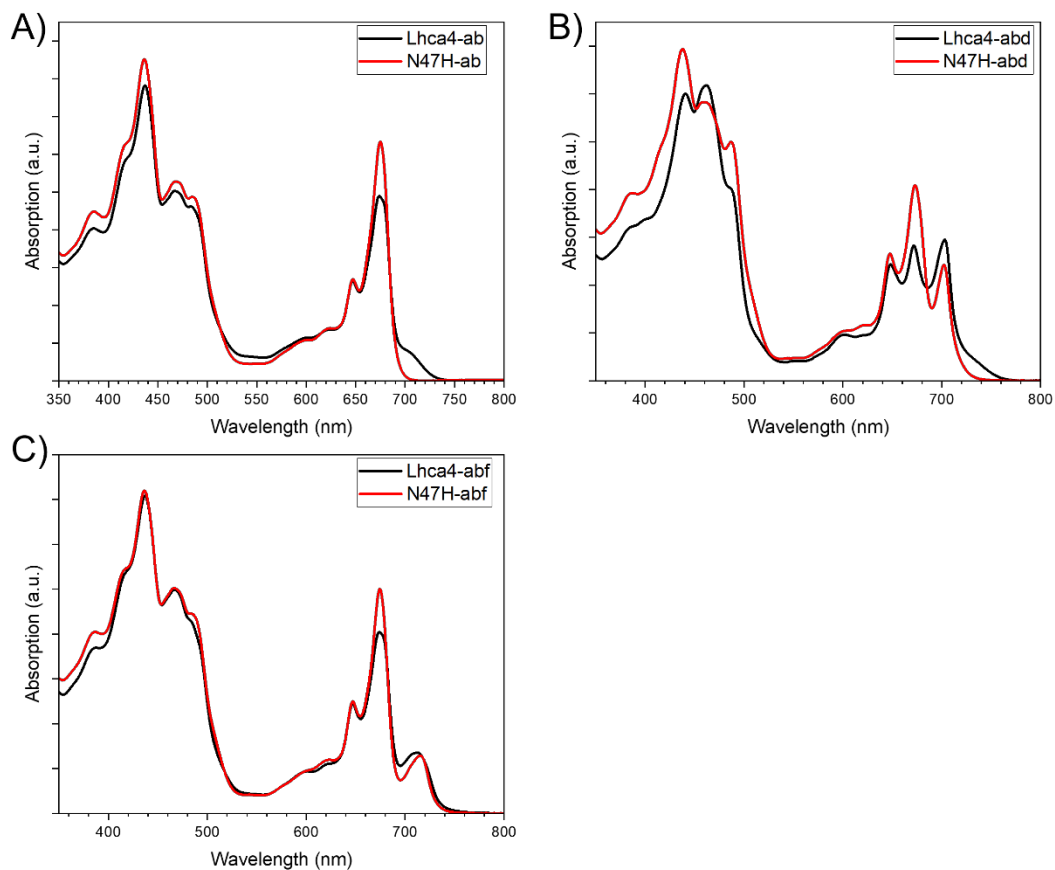 A)
Lhca4-ab
N47H-ab
Absorption (a.u.)
350 400 450 500 550 600 650 700 750 800
Wavelength (nm)
B)
Lhca4-abd
N47H-abd
Absorption (a.u.)
400 500 600 700 800
Wavelength (nm)
C)
Lhca4-abf
N47H-abf
Absorption (a.u.)
400 500 600 700 800
Wavelength (nm)